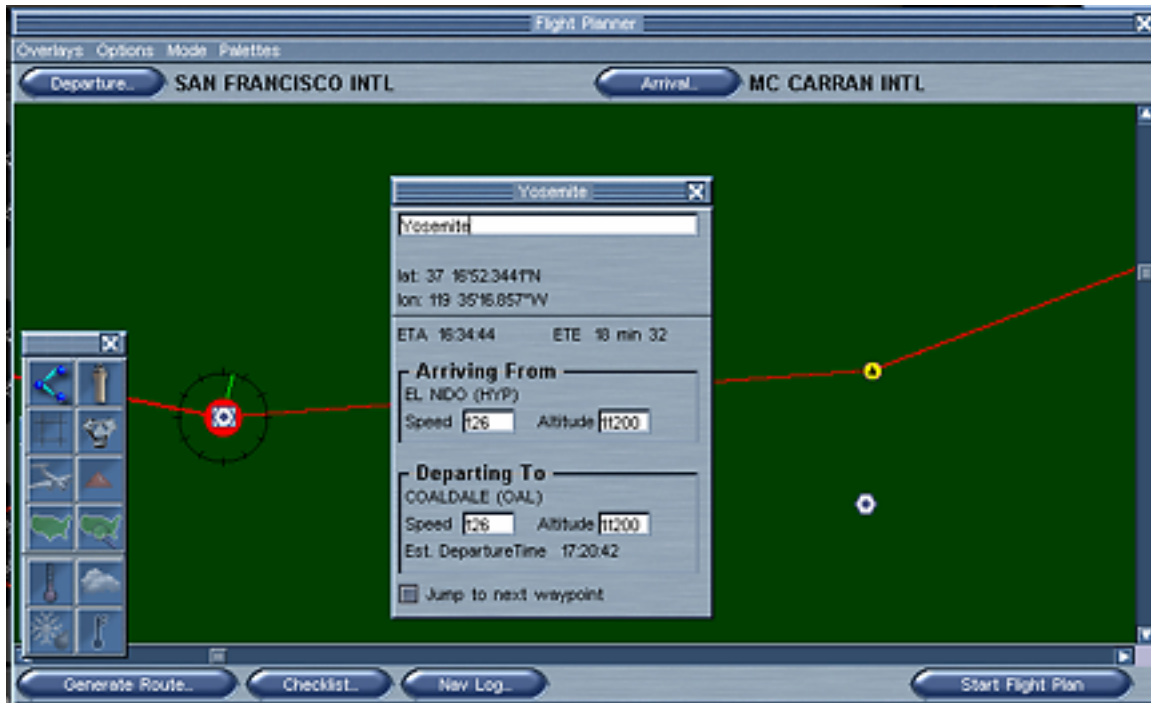 Flight Planner
Overlays Options Mode Palettes
Departure... SAN FRANCISCO INTL Arrival... MC CARRAN INTL
Yosemite
Yosemite
lat: 37 16'52.3441"N
lon: 119 35'16.857"W
ETA 16:34:44 ETE 18 min 32
Arriving From
EL NIDO (HYP)
Speed 126 Altitude 11200
Departing To
COALDALE (OAL)
Speed 126 Altitude 11200
Est. DepartureTime 17:20:42
Jump to next waypoint
Generate Route... Checklist... Nav Log... Start Flight Plan